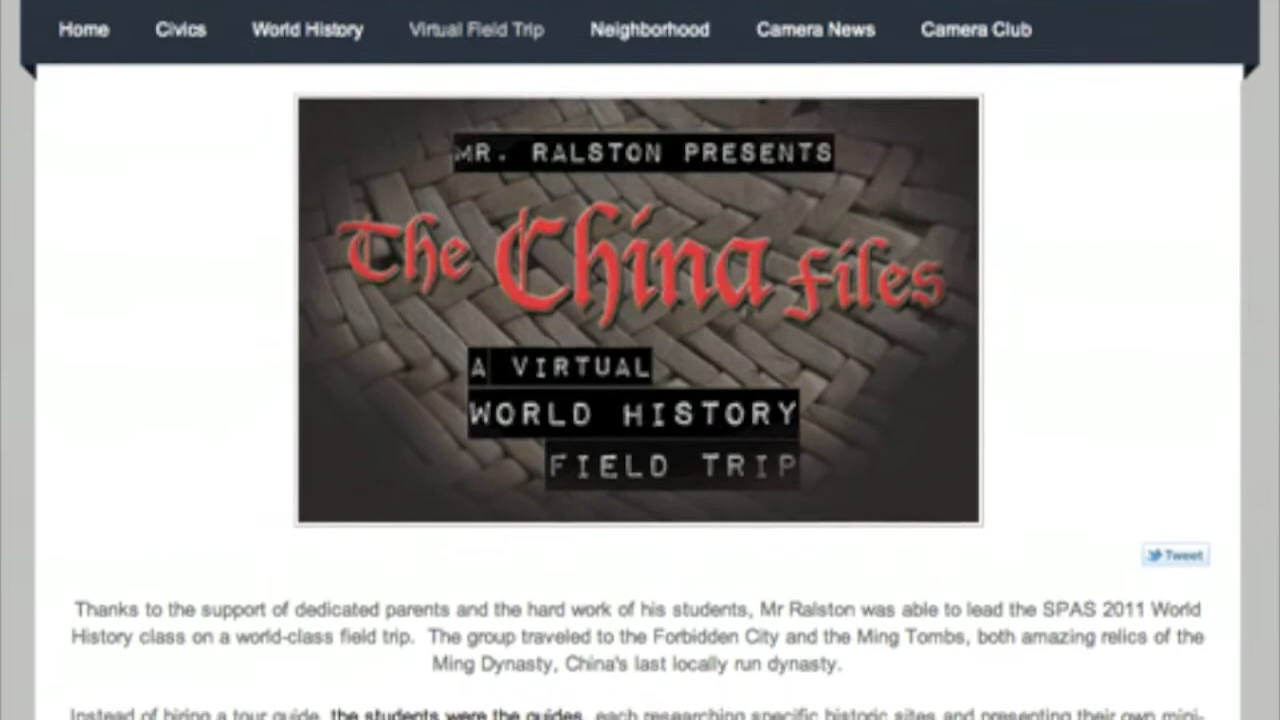 Home Civics World History Virtual Field Trip Neighborhood Camera News Camera Club
MR. RALSTON PRESENTS
The China Files
A VIRTUAL
WORLD HISTORY
FIELD TRIP
Tweet
Thanks to the support of dedicated parents and the hard work of his students, Mr Ralston was able to lead the SPAS 2011 World
History class on a world-class field trip. The group traveled to the Forbidden City and the Ming Tombs, both amazing relics of the
Ming Dynasty, China's last locally run dynasty.
Instead of hiring a tour guide, the students were the guides, each researching specific historic sites and presenting their own mini-